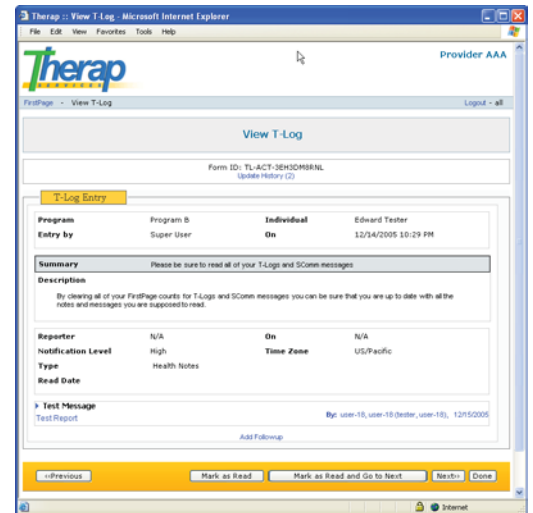 Therap :: View T-Log - Microsoft Internet Explorer
File Edit View Favorites Tools Help
Therap
SERVICES
Provider AAA
FirstPage - View T-Log
Logout - all
View T-Log
Form ID: TL-ACT-3EH3DM8RNL
Update History (2)
T-Log Entry
Program Program B Individual Edward Tester
Entry by Super User On 12/14/2005 10:29 PM
Summary Please be sure to read all of your T-Logs and SComm messages
Description
By clearing all of your FirstPage counts for T-Logs and SComm messages you can be sure that you are up to date with all the
notes and messages you are supposed to read.
Reporter N/A On N/A
Notification Level High Time Zone US/Pacific
Type Health Notes
Read Date
Test Message
Test Report
By: user-18, user-18 (tester, user-18), 12/15/2005
Add Followup
<<Previous Mark as Read Mark as Read and Go to Next Next>> Done
Internet